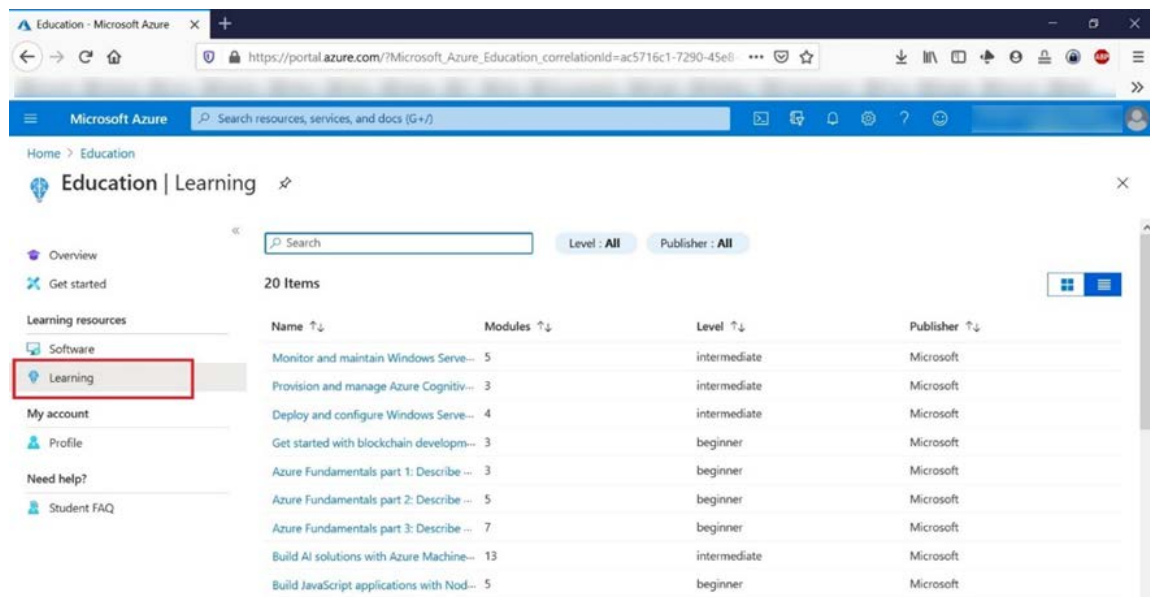 Education - Microsoft Azure
https://portal.azure.com/?Microsoft_Azure_Education_correlationId=ac5716c1-7290-45e8-
Microsoft Azure
Search resources, services, and docs (G+/)
Home > Education
Education | Learning
Overview
Get started
Learning resources
Software
Learning
My account
Profile
Need help?
Student FAQ
Search
Level : All
Publisher : All
20 Items
Name Modules Level Publisher
Monitor and maintain Windows Serve... 5 intermediate Microsoft
Provision and manage Azure Cognitiv... 3 intermediate Microsoft
Deploy and configure Windows Serve... 4 intermediate Microsoft
Get started with blockchain developm... 3 beginner Microsoft
Azure Fundamentals part 1: Describe ... 3 beginner Microsoft
Azure Fundamentals part 2: Describe ... 5 beginner Microsoft
Azure Fundamentals part 3: Describe ... 7 beginner Microsoft
Build AI solutions with Azure Machine... 13 intermediate Microsoft
Build JavaScript applications with Nod... 5 beginner Microsoft